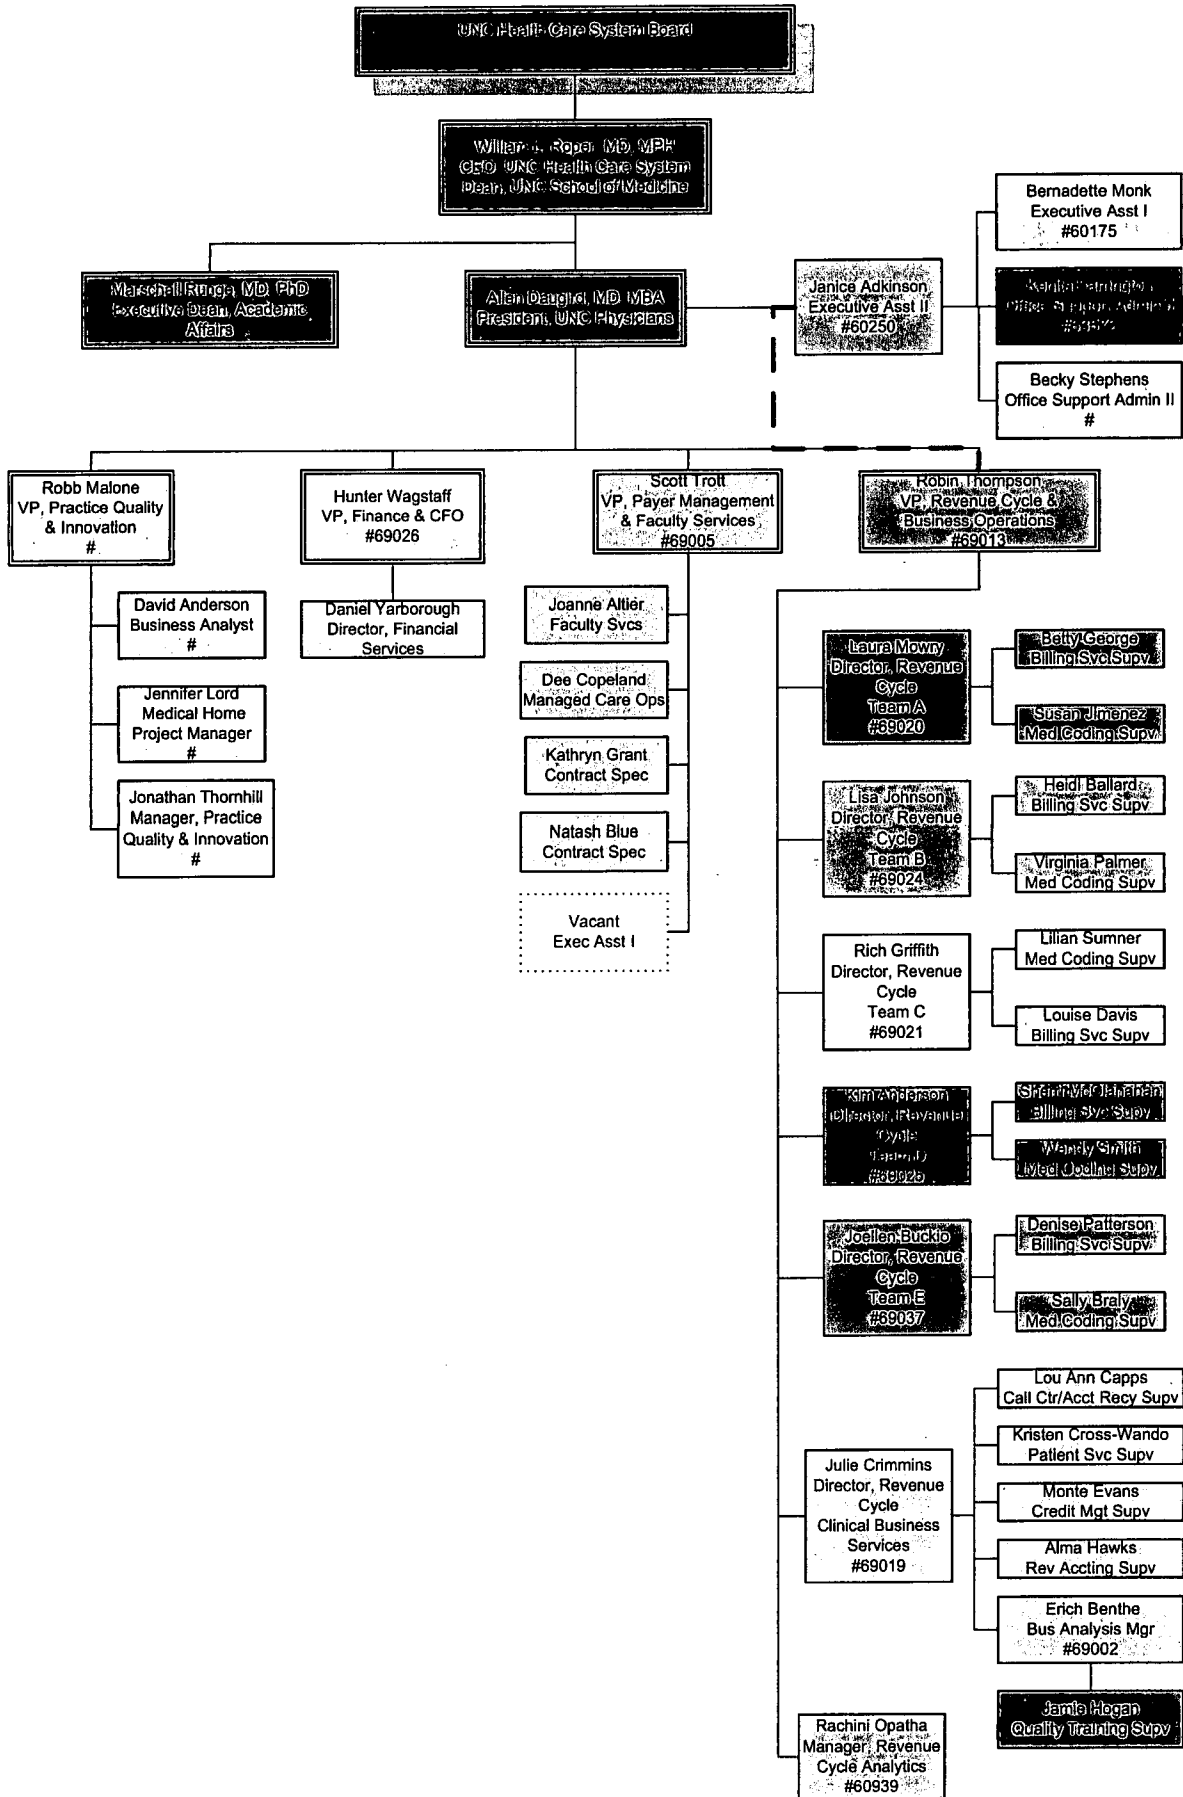 UNC Health Care System Board
William L. Roper MD, MPH
CEO UNC Health Care System
Dean, UNC School of Medicine
Marschall Runge, MD, PhD
Executive Dean, Academic
Affairs
Allen Daugird, MD MBA
President, UNC Physicians
Janice Adkinson
Executive Asst II
#60250
Bernadette Monk
Executive Asst I
#60175
Office Support Admin II
Becky Stephens
Office Support Admin II
#
Robb Malone
VP, Practice Quality
& Innovation
#
Hunter Wagstaff
VP, Finance & CFO
#69026
Scott Trott
VP, Payer Management
& Faculty Services
#69005
Robin Thompson
VP, Revenue Cycle &
Business Operations
#69013
David Anderson
Business Analyst
#
Jennifer Lord
Medical Home
Project Manager
#
Jonathan Thornhill
Manager, Practice
Quality & Innovation
#
Daniel Yarborough
Director, Financial
Services
Joanne Altier
Faculty Svcs
Dee Copeland
Managed Care Ops
Kathryn Grant
Contract Spec
Natash Blue
Contract Spec
Vacant
Exec Asst I
Laura Mowry
Director, Revenue
Cycle
Team A
#69020
Betty George
Billing Svc Supv
Susan Jimenez
Med Coding Supv
Lisa Johnson
Director, Revenue
Cycle
Team B
#69024
Heidi Ballard
Billing Svc Supv
Virginia Palmer
Med Coding Supv
Rich Griffith
Director, Revenue
Cycle
Team C
#69021
Lilian Sumner
Med Coding Supv
Louise Davis
Billing Svc Supv
Kim Anderson
Director, Revenue
Cycle
Team D
Sherri McClanahan
Billing Svc Supv
Wendy Smith
Med Coding Supv
Joellen Buckio
Director, Revenue
Cycle
Team E
#69037
Denise Patterson
Billing Svc Supv
Sally Braly
Med Coding Supv
Julie Crimmins
Director, Revenue
Cycle
Clinical Business
Services
#69019
Lou Ann Capps
Call Ctr/Acct Recy Supv
Kristen Cross-Wando
Patient Svc Supv
Monte Evans
Credit Mgt Supv
Alma Hawks
Rev Accting Supv
Erich Benthe
Bus Analysis Mgr
#69002
Jamie Hogan
Quality Training Supv
Rachini Opatha
Manager, Revenue
Cycle Analytics
#60939